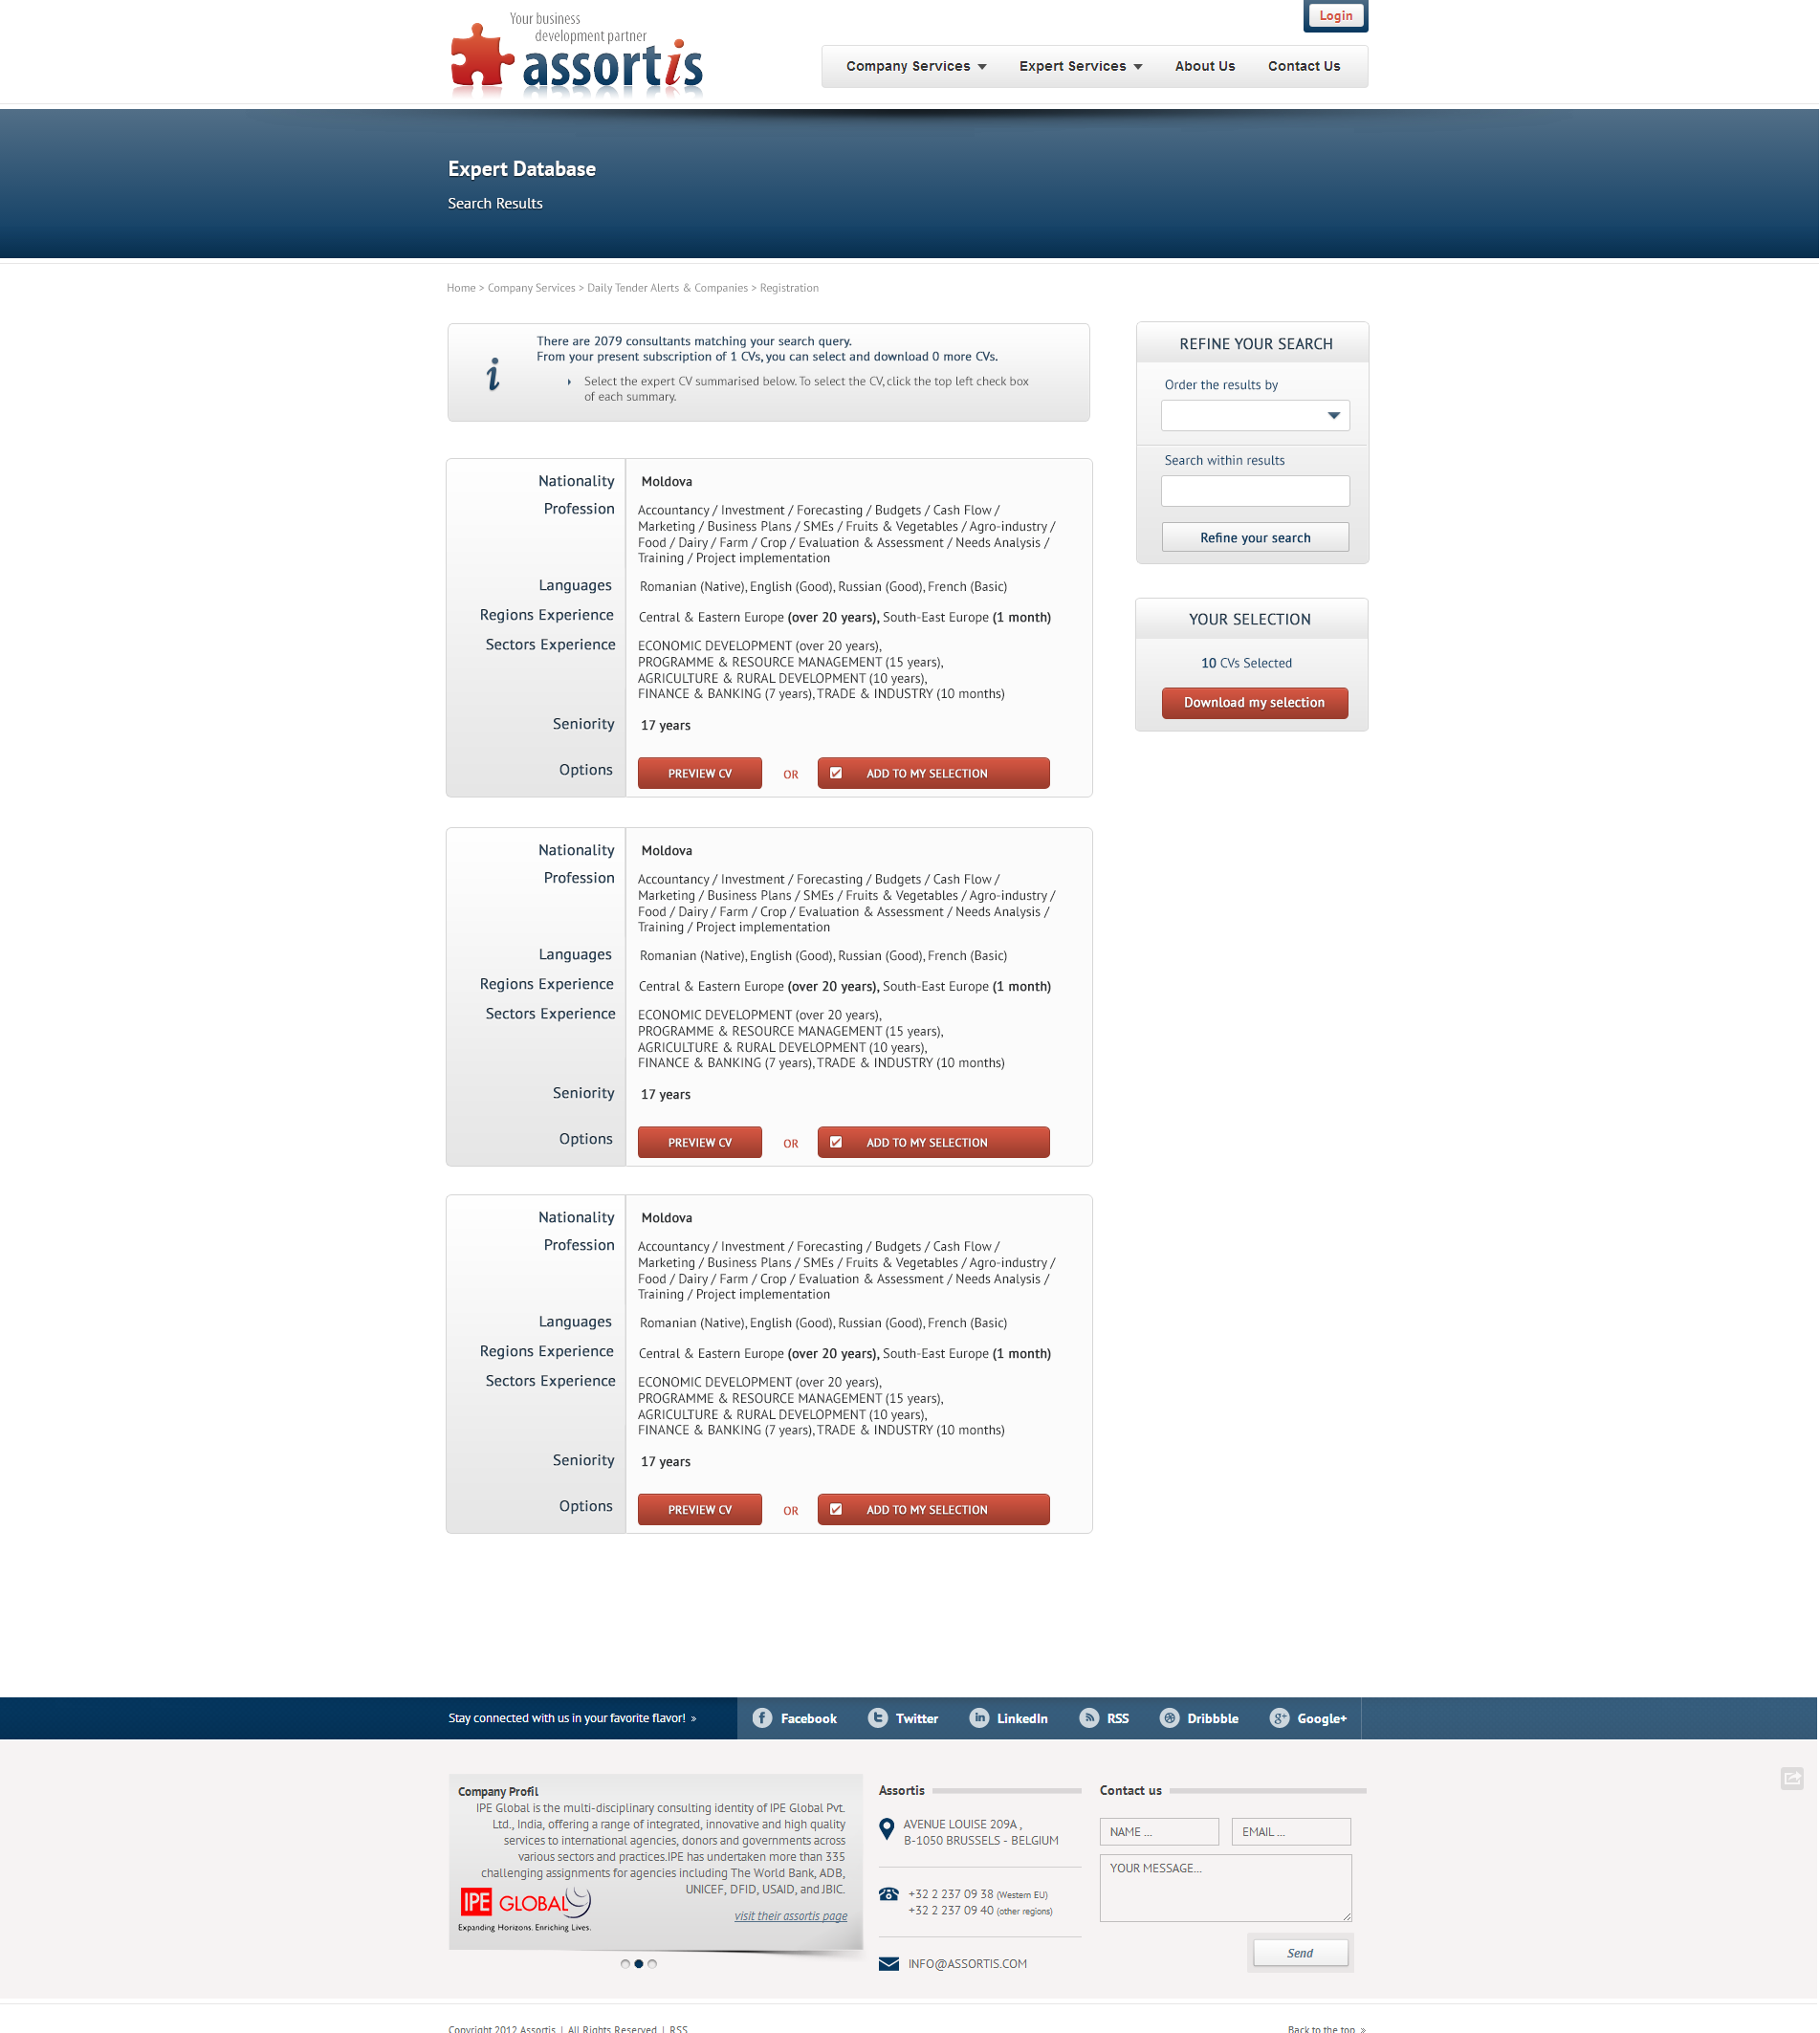 Your business
development partner
assortis
Login
Company Services
Expert Services
About Us
Contact Us
Expert Database
Search Results
Home > Company Services > Daily Tender Alerts & Companies > Registration
There are 2079 consultants matching your search query.
From your present subscription of 1 CVs, you can select and download 0 more CVs.
Select the expert CV summarised below. To select the CV, click the top left check box
of each summary.
REFINE YOUR SEARCH
Order the results by
Search within results
Refine your search
YOUR SELECTION
10 CVs Selected
Download my selection
Nationality
Moldova
Profession
Accountancy / Investment / Forecasting / Budgets / Cash Flow /
Marketing / Business Plans / SMEs / Fruits & Vegetables / Agro-industry /
Food / Dairy / Farm / Crop / Evaluation & Assessment / Needs Analysis /
Training / Project implementation
Languages
Romanian (Native), English (Good), Russian (Good), French (Basic)
Regions Experience
Central & Eastern Europe (over 20 years), South-East Europe (1 month)
Sectors Experience
ECONOMIC DEVELOPMENT (over 20 years),
PROGRAMME & RESOURCE MANAGEMENT (15 years),
AGRICULTURE & RURAL DEVELOPMENT (10 years),
FINANCE & BANKING (7 years), TRADE & INDUSTRY (10 months)
Seniority
17 years
Options
PREVIEW CV
OR
ADD TO MY SELECTION
Nationality
Moldova
Profession
Accountancy / Investment / Forecasting / Budgets / Cash Flow /
Marketing / Business Plans / SMEs / Fruits & Vegetables / Agro-industry /
Food / Dairy / Farm / Crop / Evaluation & Assessment / Needs Analysis /
Training / Project implementation
Languages
Romanian (Native), English (Good), Russian (Good), French (Basic)
Regions Experience
Central & Eastern Europe (over 20 years), South-East Europe (1 month)
Sectors Experience
ECONOMIC DEVELOPMENT (over 20 years),
PROGRAMME & RESOURCE MANAGEMENT (15 years),
AGRICULTURE & RURAL DEVELOPMENT (10 years),
FINANCE & BANKING (7 years), TRADE & INDUSTRY (10 months)
Seniority
17 years
Options
PREVIEW CV
OR
ADD TO MY SELECTION
Nationality
Moldova
Profession
Accountancy / Investment / Forecasting / Budgets / Cash Flow /
Marketing / Business Plans / SMEs / Fruits & Vegetables / Agro-industry /
Food / Dairy / Farm / Crop / Evaluation & Assessment / Needs Analysis /
Training / Project implementation
Languages
Romanian (Native), English (Good), Russian (Good), French (Basic)
Regions Experience
Central & Eastern Europe (over 20 years), South-East Europe (1 month)
Sectors Experience
ECONOMIC DEVELOPMENT (over 20 years),
PROGRAMME & RESOURCE MANAGEMENT (15 years),
AGRICULTURE & RURAL DEVELOPMENT (10 years),
FINANCE & BANKING (7 years), TRADE & INDUSTRY (10 months)
Seniority
17 years
Options
PREVIEW CV
OR
ADD TO MY SELECTION
Stay connected with us in your favorite flavor! »
Facebook
Twitter
LinkedIn
RSS
Dribbble
Google+
Company Profil
IPE Global is the multi-disciplinary consulting identity of IPE Global Pvt.
Ltd., India, offering a range of integrated, innovative and high quality
services to international agencies, donors and governments across
various sectors and practices.IPE has undertaken more than 335
challenging assignments for agencies including The World Bank, ADB,
UNICEF, DFID, USAID, and JBIC.
IPE GLOBAL
Expanding Horizons. Enriching Lives.
visit their assortis page
Assortis
AVENUE LOUISE 209A ,
B-1050 BRUSSELS - BELGIUM
+32 2 237 09 38 (Western EU)
+32 2 237 09 40 (other regions)
INFO@ASSORTIS.COM
Contact us
NAME ...
EMAIL ...
YOUR MESSAGE...
Send
Copyright 2012 Assortis | All Rights Reserved | RSS
Back to the top »